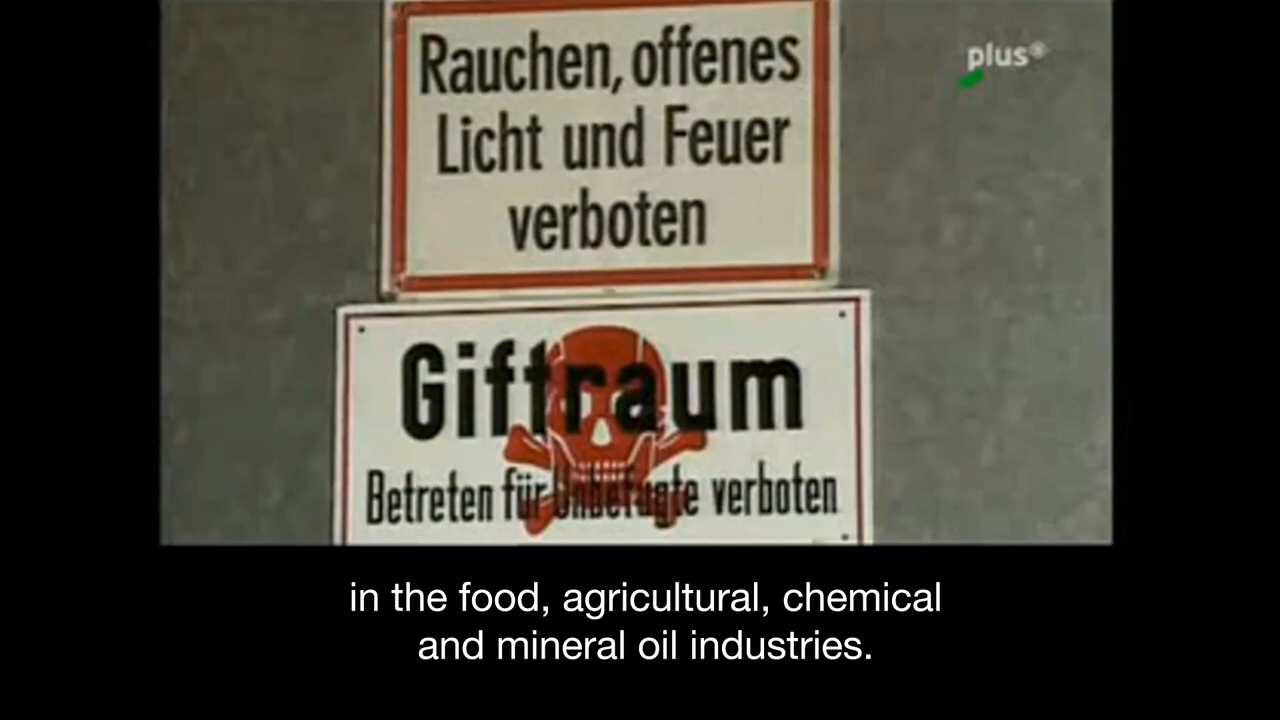 Rauchen, offenes
Licht und Feuer
verboten
plus
Giftraum
Betreten für Unbefugte verboten
in the food, agricultural, chemical
and mineral oil industries.